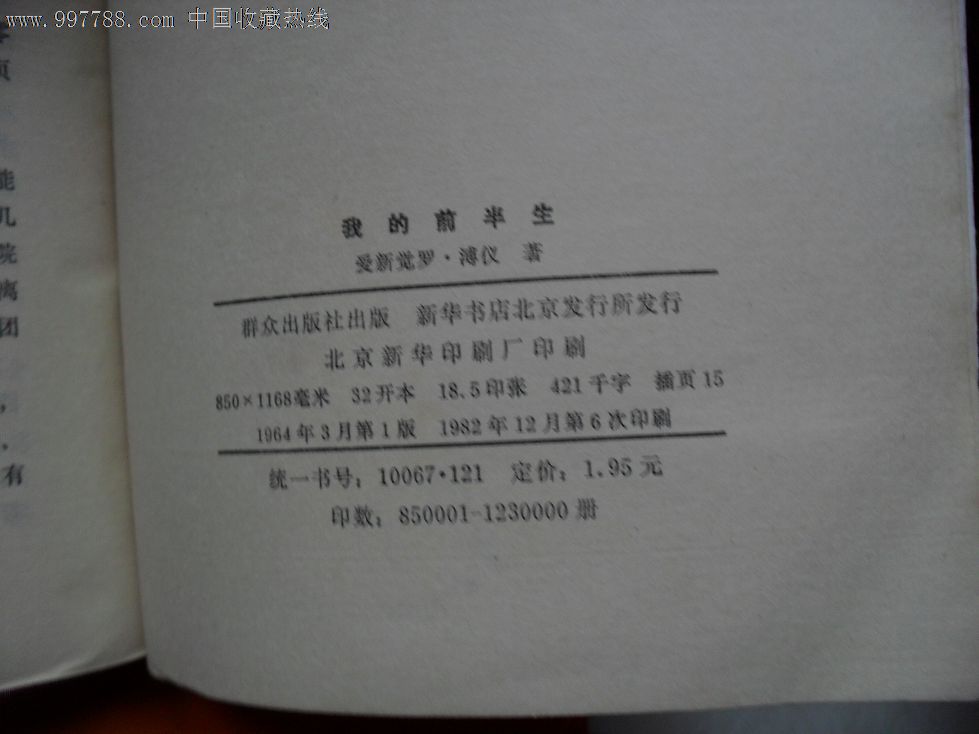 www.997788.com 中国收藏热线
能
几
院
离
团
，
．
有
我的前半生
爱新觉罗·溥仪 著
群众出版社出版 新华书店北京发行所发行
北京新华印刷厂印刷
850×1168毫米 32开本 18.5印张 421千字 插页15
1964年3月第1版 1982年12月第6次印刷
统一书号：10067·121 定价：1.95元
印数：850001—1230000册